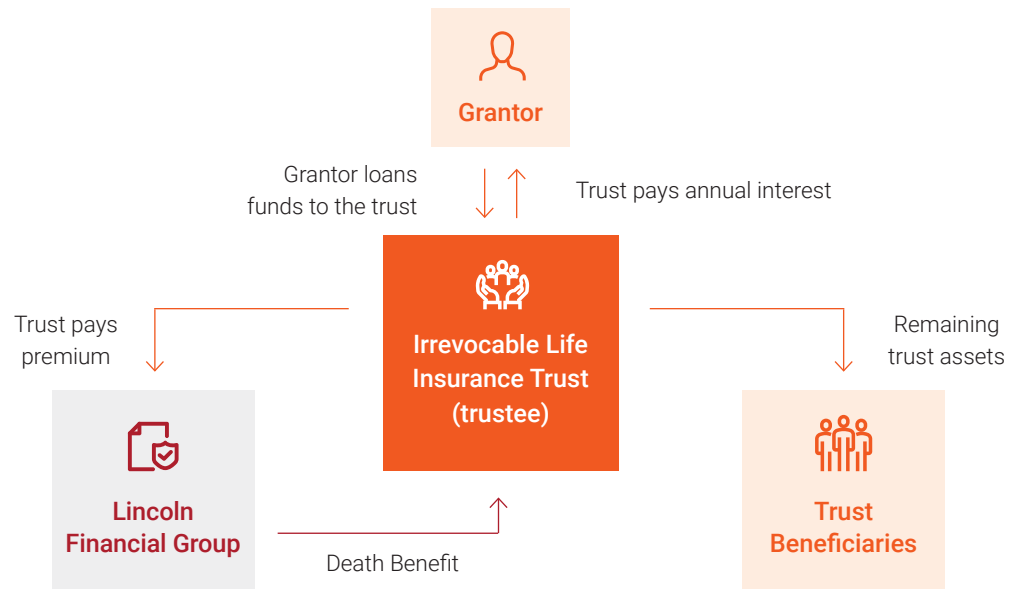 Grantor
Grantor loans
funds to the trust
Trust pays annual interest
Irrevocable Life
Insurance Trust
(trustee)
Trust pays
premium
Remaining
trust assets
Lincoln
Financial Group
Death Benefit
Trust
Beneficiaries